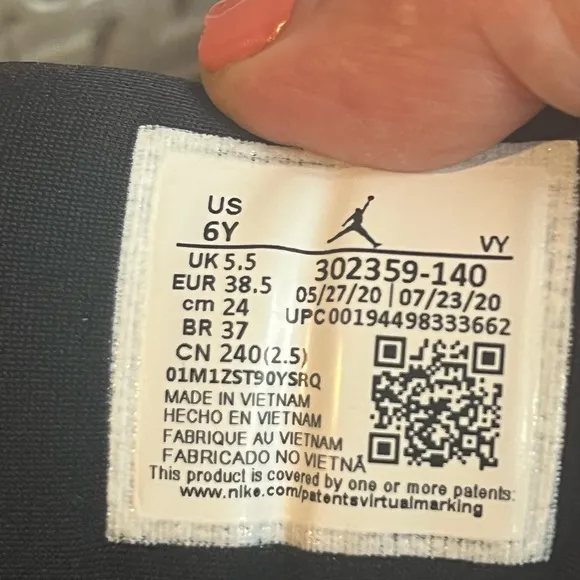 US
6Y
VY
UK 5.5
EUR 38.5
cm 24
BR 37
CN 240(2.5)
302359-140
05/27/20 | 07/23/20
UPC00194498333662
01M1ZST90YSRQ
MADE IN VIETNAM
HECHO EN VIETNAM
FABRIQUE AU VIETNAM
FABRICADO NO VIETNÃ
This product is covered by one or more patents:
www.nike.com/patentsvirtualmarking